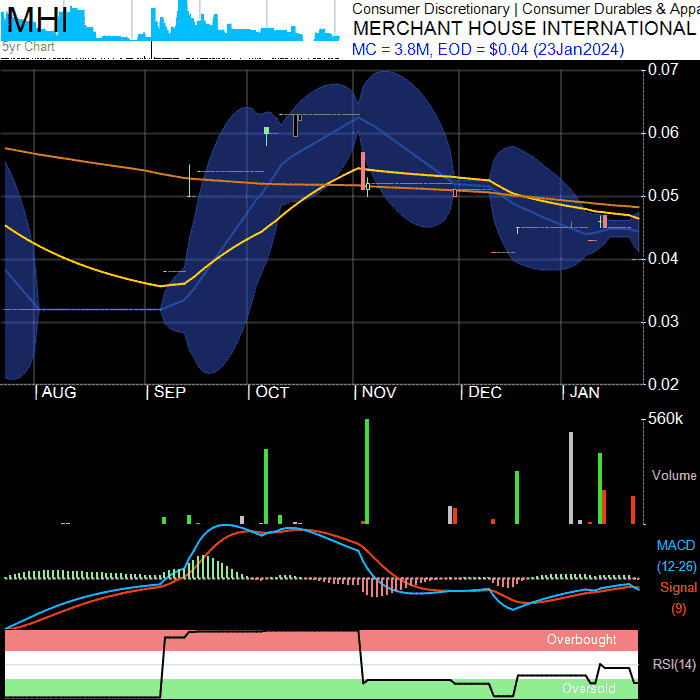 MHI
5yr Chart
Consumer Discretionary | Consumer Durables & Appa
MERCHANT HOUSE INTERNATIONAL
MC = 3.8M, EOD = $0.04 (23Jan2024)
0.07
0.06
0.05
0.04
0.03
0.02
| AUG | SEP | OCT | NOV | DEC | JAN
560k
Volume
MACD
(12-26)
Signal
(9)
Overbought
RSI(14)
Oversold